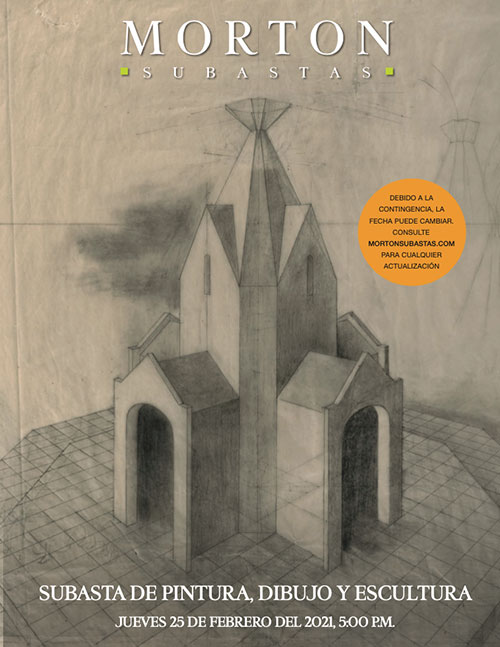 MORTON
SUBASTAS
DEBIDO A LA
CONTINGENCIA, LA
FECHA PUEDE CAMBIAR.
CONSULTE
MORTONSUBASTAS.COM
PARA CUALQUIER
ACTUALIZACIÓN
SUBASTA DE PINTURA, DIBUJO Y ESCULTURA
JUEVES 25 DE FEBRERO DEL 2021, 5:00 P.M.